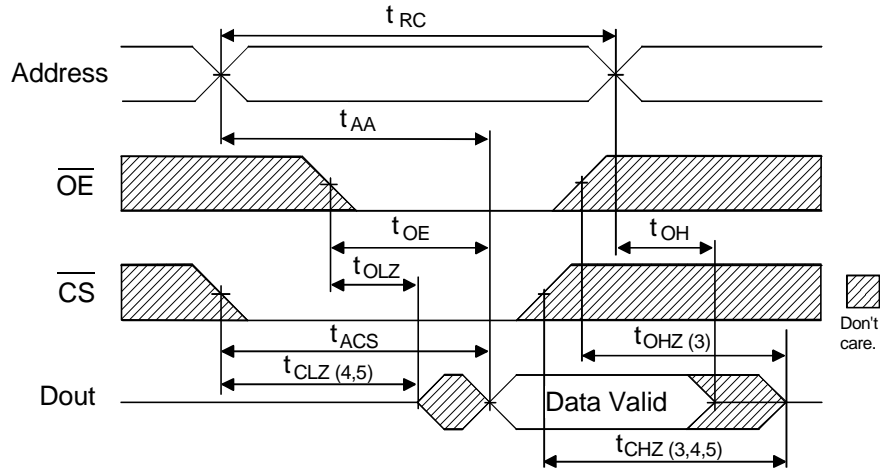 t RC
Address
t AA
OE
t OE
t OH
t OLZ
CS
t ACS
t OHZ (3)
Don't
care.
t CLZ (4,5)
Dout
Data Valid
t CHZ (3,4,5)